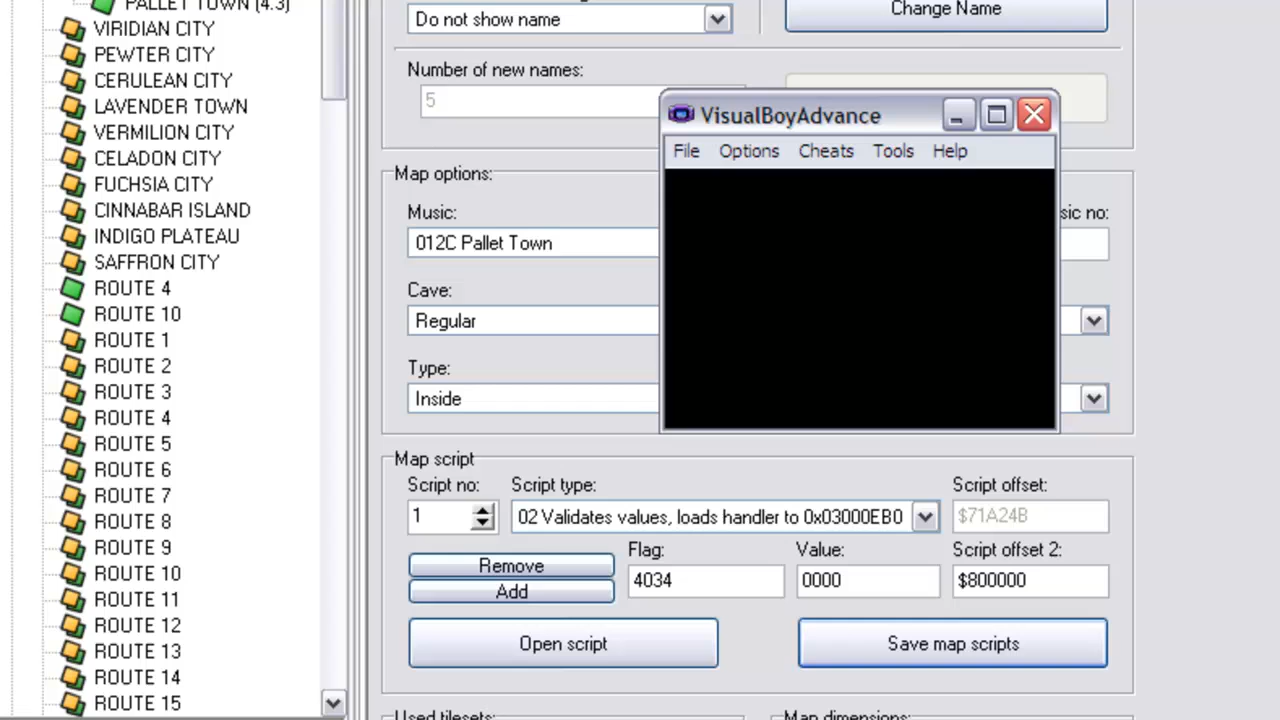 PALLET TOWN (4.3)
VIRIDIAN CITY
PEWTER CITY
CERULEAN CITY
LAVENDER TOWN
VERMILION CITY
CELADON CITY
FUCHSIA CITY
CINNABAR ISLAND
INDIGO PLATEAU
SAFFRON CITY
ROUTE 4
ROUTE 10
ROUTE 1
ROUTE 2
ROUTE 3
ROUTE 4
ROUTE 5
ROUTE 6
ROUTE 7
ROUTE 8
ROUTE 9
ROUTE 10
ROUTE 11
ROUTE 12
ROUTE 13
ROUTE 14
ROUTE 15
Do not show name
Change Name
Number of new names:
5
VisualBoyAdvance
File Options Cheats Tools Help
Map options:
Music:
sic no:
012C Pallet Town
Cave:
Regular
Type:
Inside
Map script
Script no: Script type: Script offset:
1 02 Validates values, loads handler to 0x03000EB0 $71A24B
Flag: Value: Script offset 2:
Remove
Add
4034 0000 $800000
Open script Save map scripts
Used tilesets: Map dimensions: